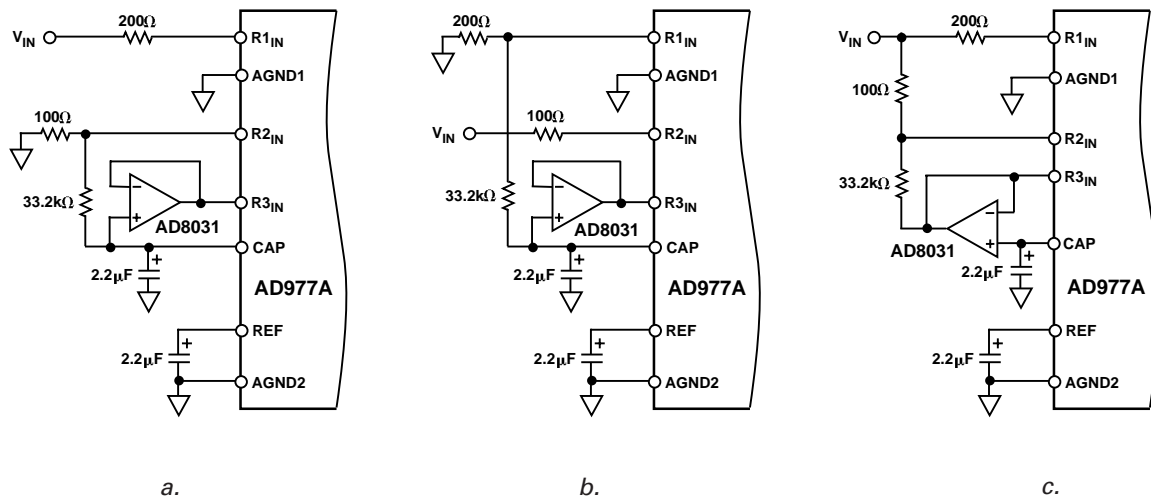 200Ω
V_IN
R1_IN
AGND1
100Ω
R2_IN
33.2kΩ
R3_IN
AD8031
CAP
2.2µF
+
AD977A
REF
2.2µF
+
AGND2
−
+
a.
200Ω
R1_IN
AGND1
100Ω
V_IN
R2_IN
33.2kΩ
R3_IN
AD8031
CAP
2.2µF
+
AD977A
REF
2.2µF
+
AGND2
−
+
b.
200Ω
V_IN
R1_IN
AGND1
100Ω
R2_IN
R3_IN
33.2kΩ
−
+
AD8031
CAP
2.2µF
+
AD977A
REF
2.2µF
+
AGND2
c.